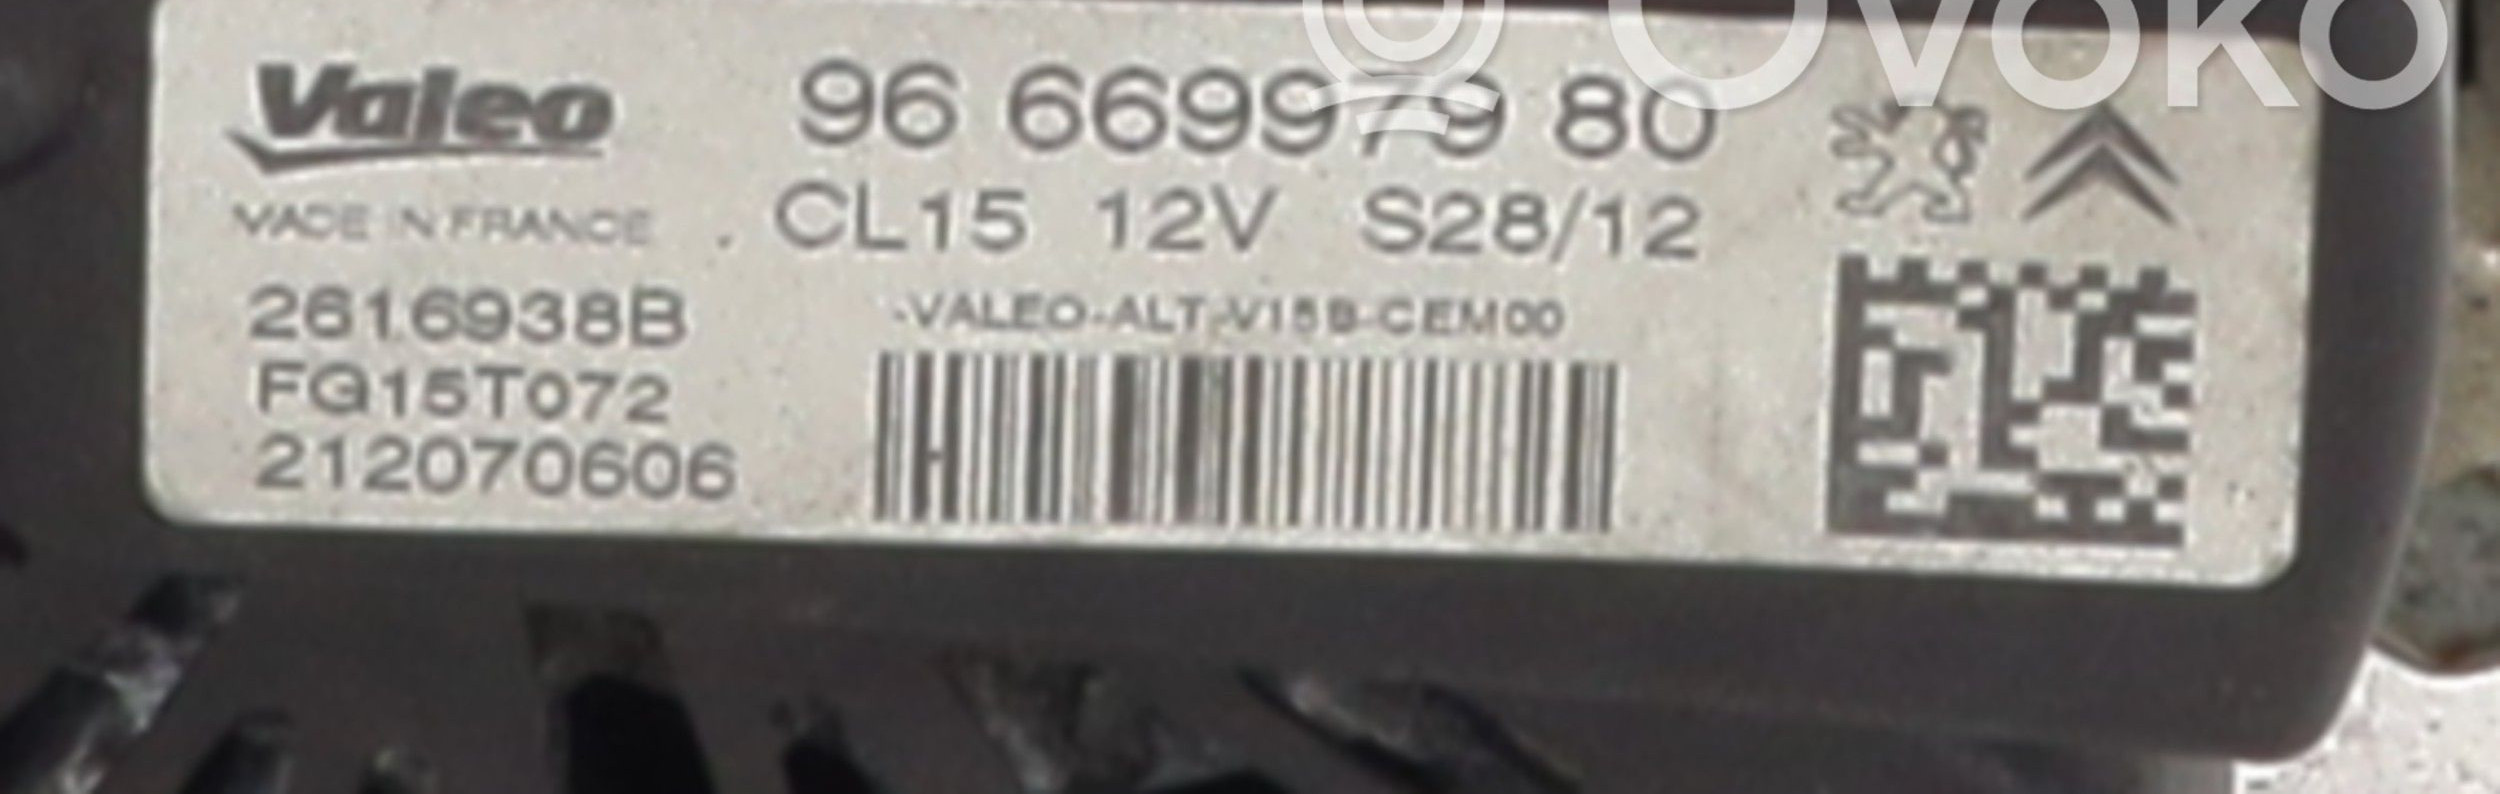 ovoko
Valeo
96 669979 80
MADE IN FRANCE
CL15 12V S28/12
2616938B
-VALEO-ALT-V15B-CEM00
FG15T072
212070606